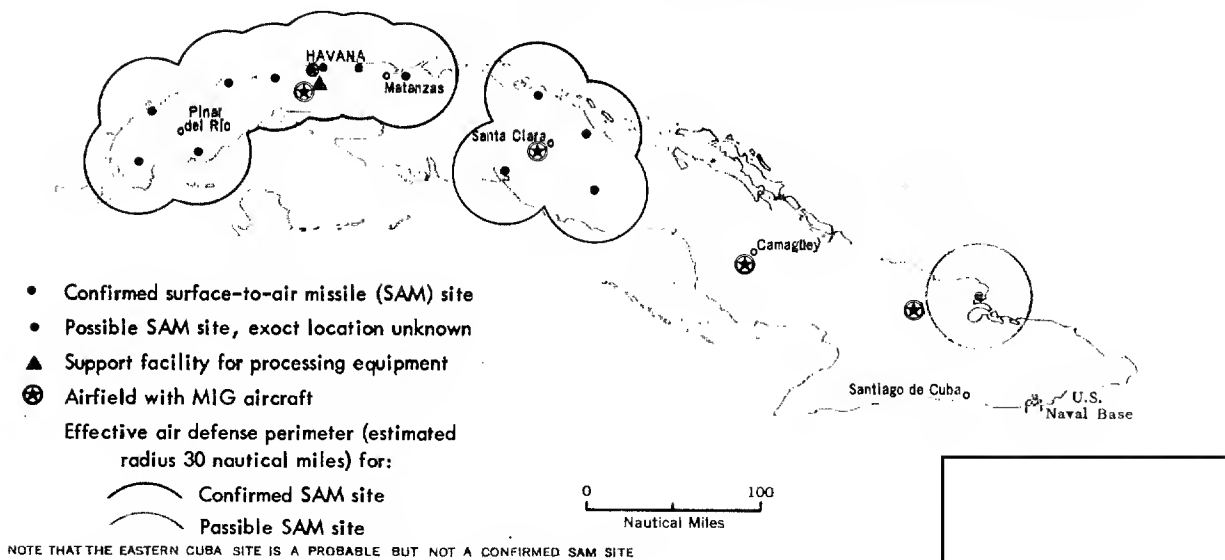 HAVANA
Matanzas
Pinar
del Río
Santa Clara
Camagüey
Santiago de Cuba
U.S.
Naval Base
Confirmed surface-to-air missile (SAM) site
Possible SAM site, exoct location unknown
Support facility for processing equipment
Airfield with MIG aircraft
Effective air defense perimeter (estimated
radius 30 nautical miles) for:
Confirmed SAM site
Passible SAM site
0 100
Nautical Miles
NOTE THAT THE EASTERN CUBA SITE IS A PROBABLE BUT NOT A CONFIRMED SAM SITE